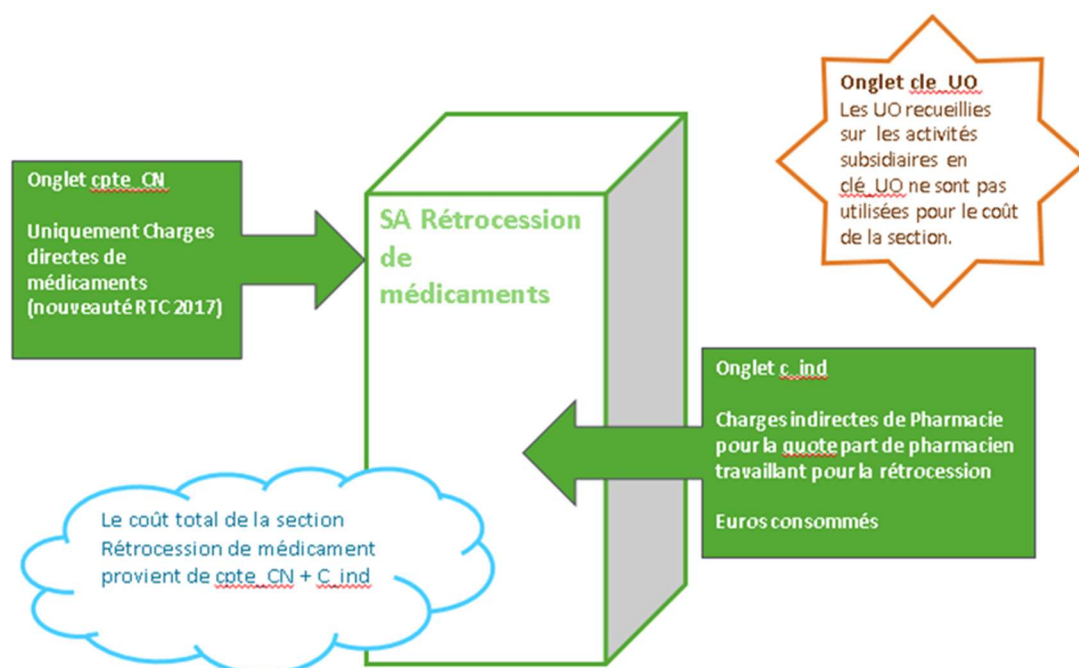 Onglet cpte_CN
Uniquement Charges
directes de
médicaments
(nouveauté RTC 2017)
SA Rétrocession
de
médicaments
Onglet cle_UO
Les UO recueillies
sur les activités
subsidiaires en
clé_UO ne sont pas
utilisées pour le coût
de la section.
Onglet c_ind
Charges indirectes de Pharmacie
pour la quote part de pharmacien
travaillant pour la rétrocession
Euros consommés
Le coût total de la section
Rétrocession de médicament
provient de cpte_CN + C_ind